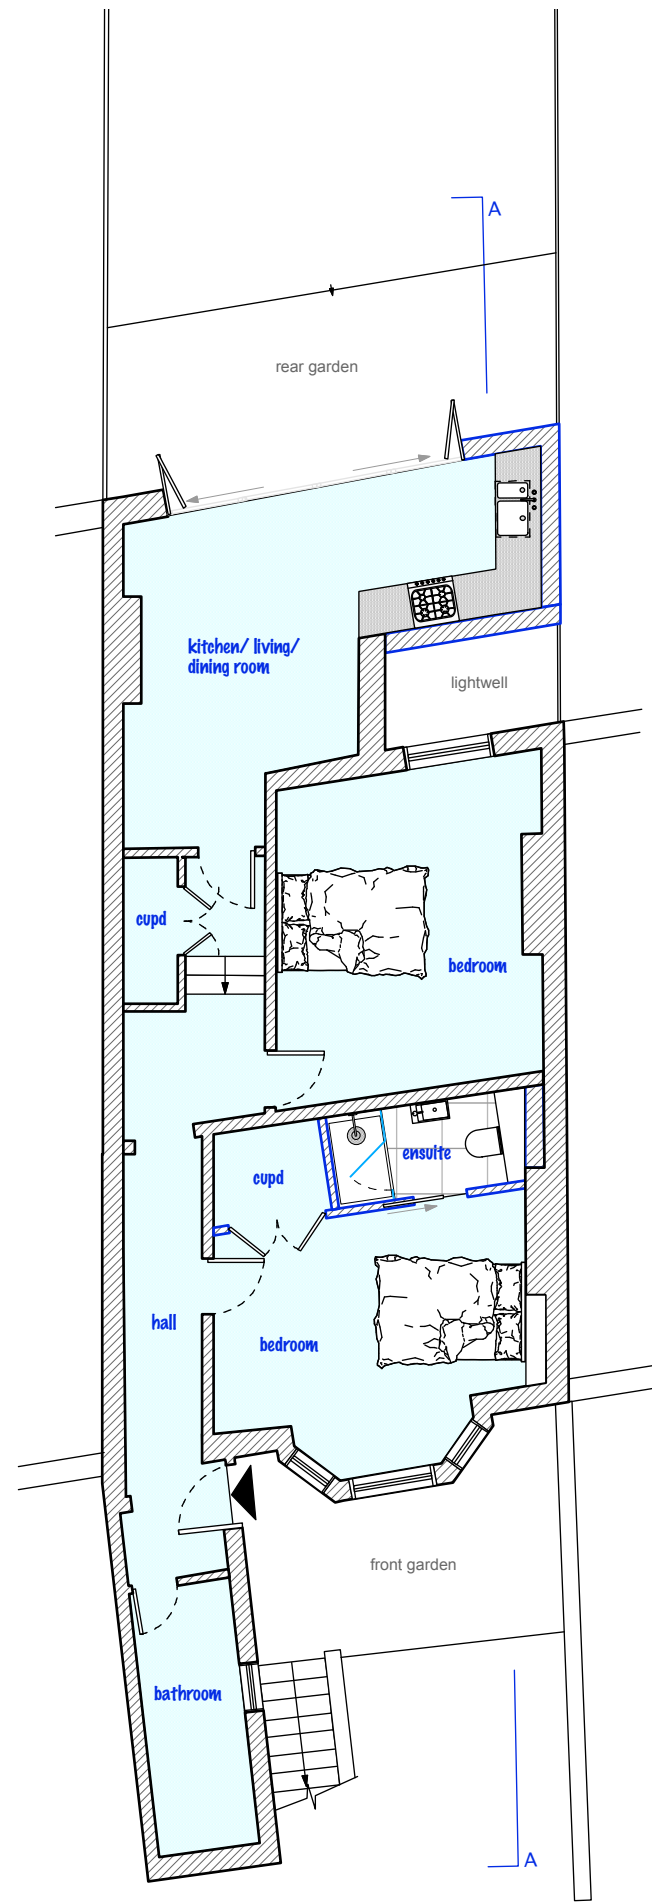 A
rear garden
kitchen/ living/
dining room
lightwell
cupd
bedroom
ensuite
cupd
hall
bedroom
front garden
bathroom
A